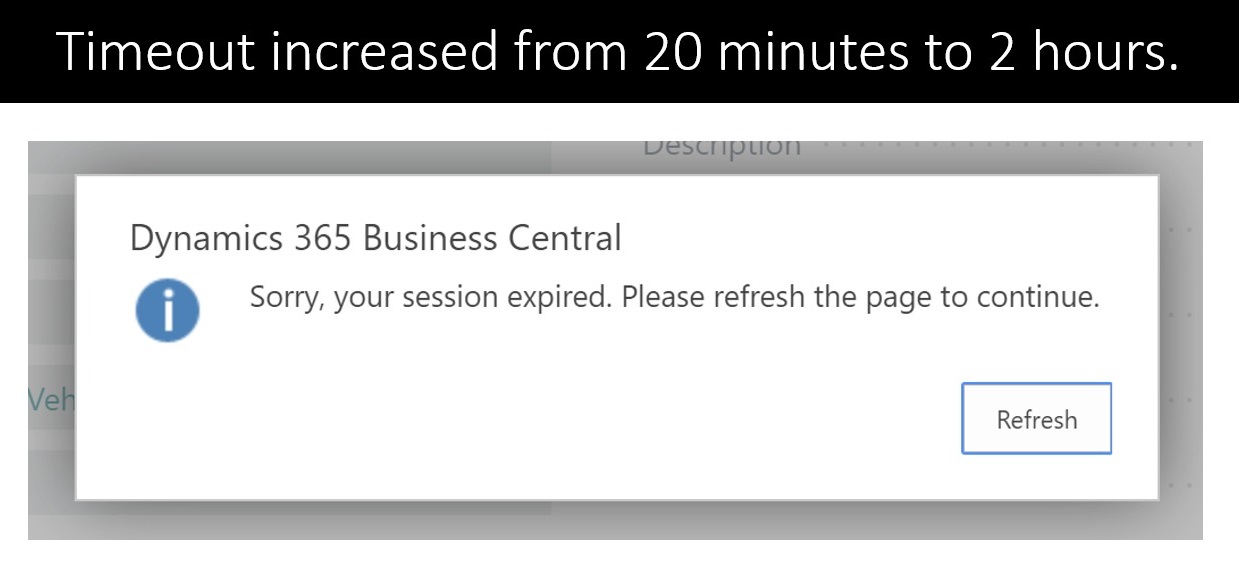 Timeout increased from 20 minutes to 2 hours.
Description
Dynamics 365 Business Central
Sorry, your session expired. Please refresh the page to continue.
Veh
Refresh